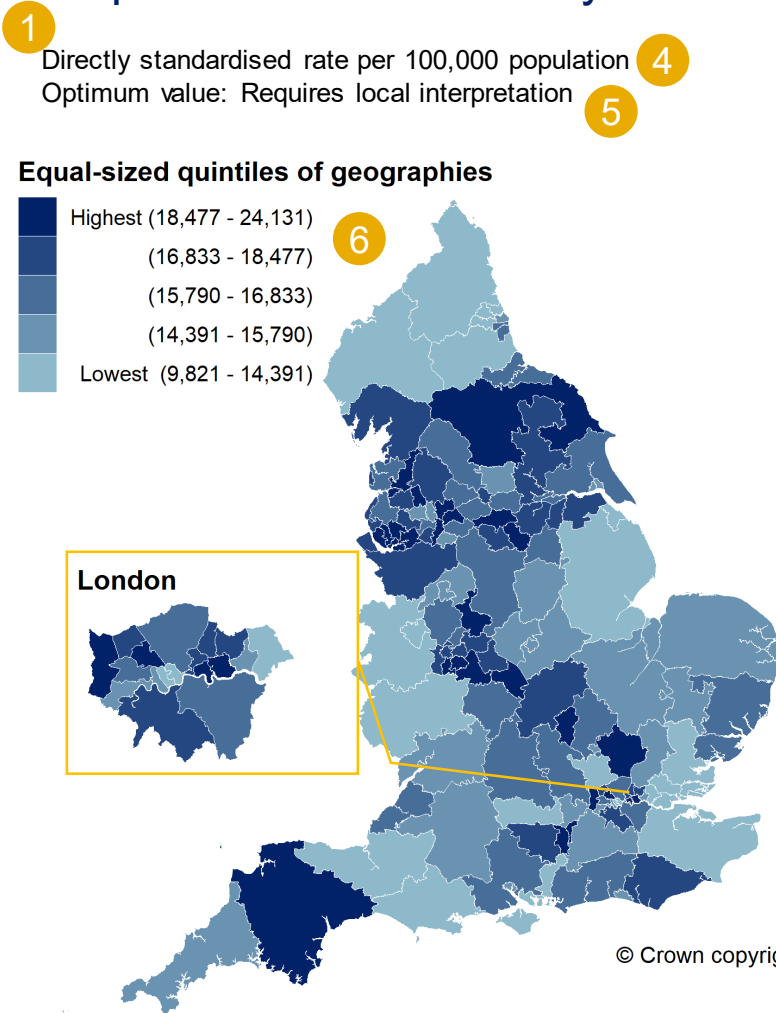 1
Directly standardised rate per 100,000 population 4
Optimum value: Requires local interpretation 5
Equal-sized quintiles of geographies
Highest (18,477 - 24,131) 6
(16,833 - 18,477)
(15,790 - 16,833)
(14,391 - 15,790)
Lowest (9,821 - 14,391)
London
© Crown